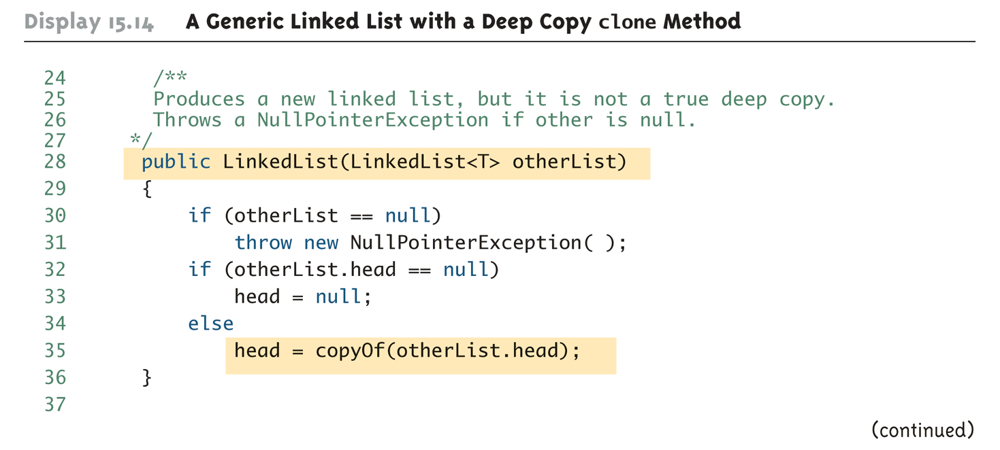 Display 15.14 A Generic Linked List with a Deep Copy clone Method
24 /**
25 Produces a new linked list, but it is not a true deep copy.
26 Throws a NullPointerException if other is null.
27 */
28 public LinkedList(LinkedList<T> otherList)
29 {
30 if (otherList == null)
31 throw new NullPointerException( );
32 if (otherList.head == null)
33 head = null;
34 else
35 head = copyOf(otherList.head);
36 }
37
(continued)